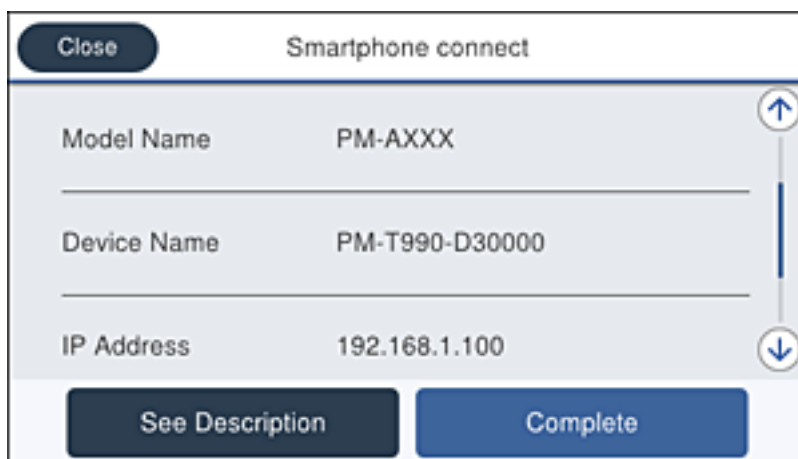 Close Smartphone connect
Model Name PM-AXXX
Device Name PM-T990-D30000
IP Address 192.168.1.100
See Description Complete